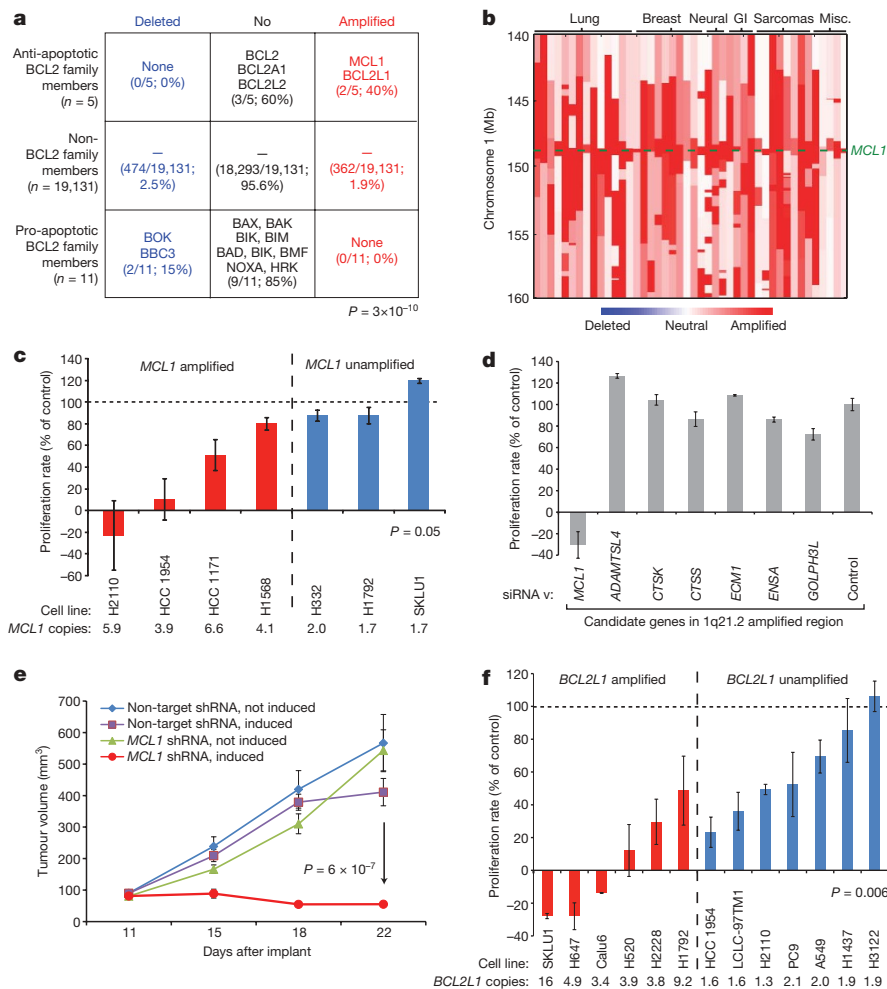 a
Deleted
No
Amplified
Anti-apoptotic
BCL2 family
members
(n = 5)
None
(0/5; 0%)
BCL2
BCL2A1
BCL2L2
(3/5; 60%)
MCL1
BCL2L1
(2/5; 40%)
Non-
BCL2 family
members
(n = 19,131)
—
(474/19,131;
2.5%)
—
(18,293/19,131;
95.6%)
—
(362/19,131;
1.9%)
Pro-apoptotic
BCL2 family
members
(n = 11)
BOK
BBC3
(2/11; 15%)
BAX, BAK
BIK, BIM
BAD, BIK, BMF
NOXA, HRK
(9/11; 85%)
None
(0/11; 0%)
P = 3×10⁻¹⁰
b
Lung
Breast
Neural
GI
Sarcomas
Misc.
Chromosome 1 (Mb)
140
145
150
155
160
MCL1
Deleted
Neutral
Amplified
c
MCL1 amplified
MCL1 unamplified
Proliferation rate (% of control)
140
120
100
80
60
40
20
0
−20
−40
−60
P = 0.05
Cell line:
H2110
HCC 1954
HCC 1171
H1568
H332
H1792
SKLU1
MCL1 copies:
5.9
3.9
6.6
4.1
2.0
1.7
1.7
d
Proliferation rate (% of control)
140
120
100
80
60
40
20
0
−20
−40
siRNA v:
MCL1
ADAMTSL4
CTSK
CTSS
ECM1
ENSA
GOLPH3L
Control
Candidate genes in 1q21.2 amplified region
e
Tumour volume (mm³)
700
600
500
400
300
200
100
0
Non-target shRNA, not induced
Non-target shRNA, induced
MCL1 shRNA, not induced
MCL1 shRNA, induced
P = 6 × 10⁻⁷
11
15
18
22
Days after implant
f
BCL2L1 amplified
BCL2L1 unamplified
Proliferation rate (% of control)
120
100
80
60
40
20
0
−20
−40
P = 0.006
Cell line:
SKLU1
H647
Calu6
H520
H2228
H1792
HCC 1954
LCLC-97TM1
H2110
PC9
A549
H1437
H3122
BCL2L1 copies:
16
4.9
3.4
3.9
3.8
9.2
1.6
1.6
1.3
2.1
2.0
1.9
1.9